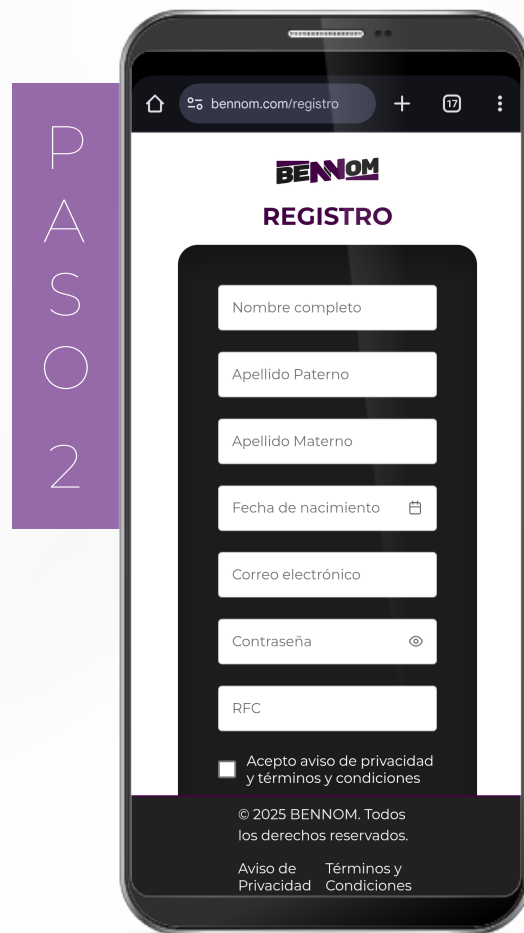 PASO 2
17
bennom.com/registro
BENNOM
REGISTRO
Nombre completo
Apellido Paterno
Apellido Materno
Fecha de nacimiento
Correo electrónico
Contraseña
RFC
Acepto aviso de privacidad
y términos y condiciones
© 2025 BENNOM. Todos
los derechos reservados.
Aviso de Privacidad
Términos y Condiciones